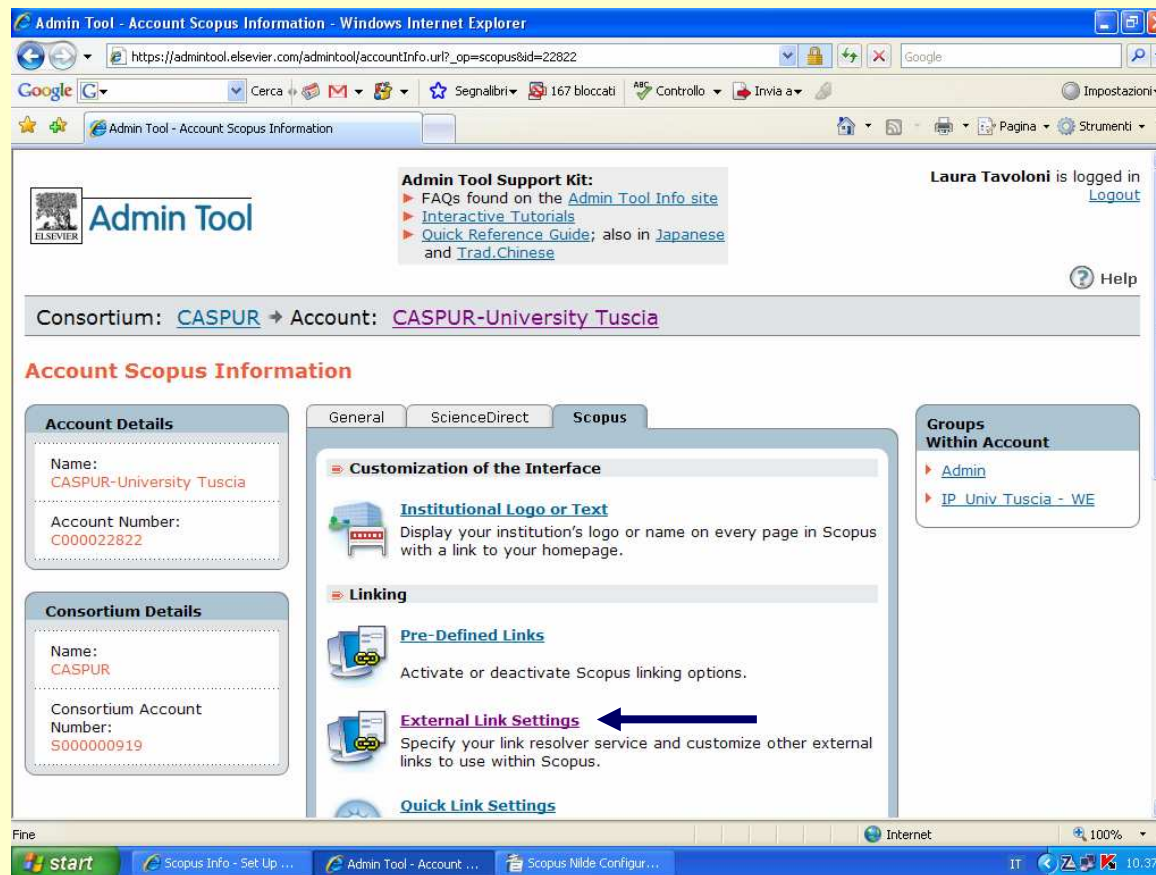 Admin Tool - Account Scopus Information - Windows Internet Explorer
https://admintool.elsevier.com/admintool/accountInfo.url?_op=scopus&id=22822
Google
Google G
Cerca
Segnalibri
167 bloccati
ABC
Controllo
Invia a
Impostazioni
Admin Tool - Account Scopus Information
Pagina
Strumenti
ELSEVIER
Admin Tool
Admin Tool Support Kit:
FAQs found on the Admin Tool Info site
Interactive Tutorials
Quick Reference Guide; also in Japanese
and Trad.Chinese
Laura Tavoloni is logged in
Logout
? Help
Consortium: CASPUR → Account: CASPUR-University Tuscia
Account Scopus Information
Account Details
Name:
CASPUR-University Tuscia
Account Number:
C000022822
Consortium Details
Name:
CASPUR
Consortium Account
Number:
S000000919
General
ScienceDirect
Scopus
Customization of the Interface
Institutional Logo or Text
Display your institution's logo or name on every page in Scopus
with a link to your homepage.
Linking
Pre-Defined Links
Activate or deactivate Scopus linking options.
External Link Settings
Specify your link resolver service and customize other external
links to use within Scopus.
Quick Link Settings
Groups
Within Account
Admin
IP Univ Tuscia - WE
Fine
Internet
100%
start
Scopus Info - Set Up ...
Admin Tool - Account ...
Scopus Nilde Configur...
IT
10.37